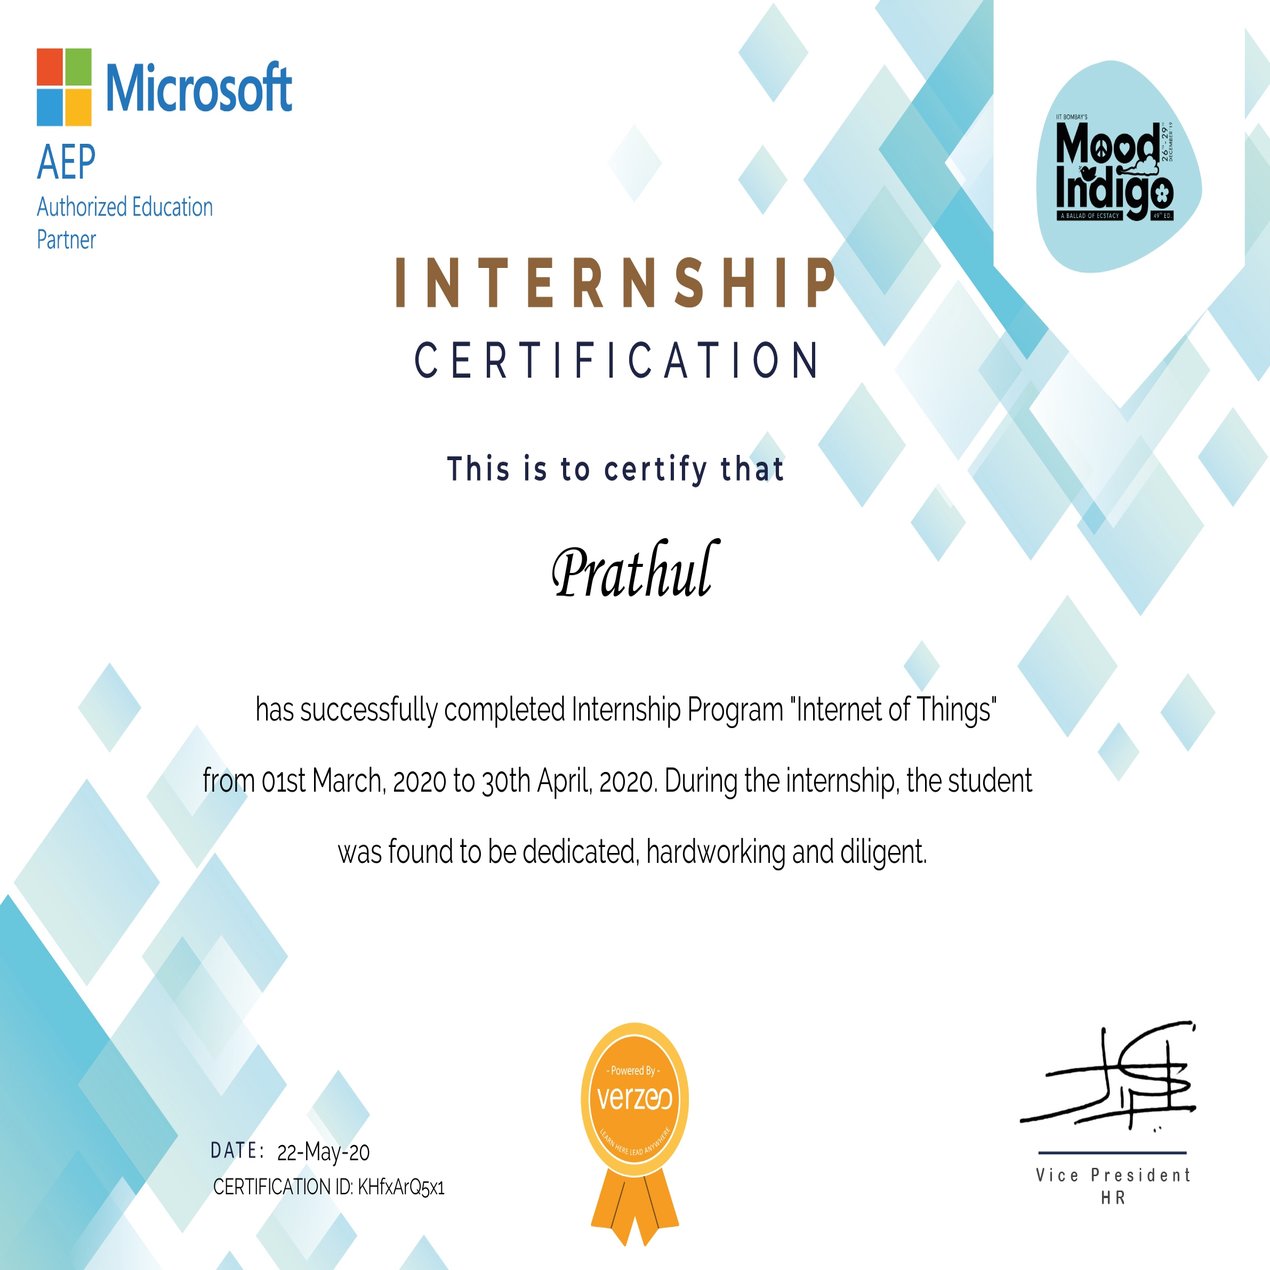 Microsoft
AEP
Authorized Education
Partner
IIT BOMBAY'S
Mood
Indigo
26TH-29TH
DECEMBER '19
A BALLAD OF ECSTACY
49TH ED.
INTERNSHIP
CERTIFICATION
This is to certify that
Prathul
has successfully completed Internship Program "Internet of Things"
from 01st March, 2020 to 30th April, 2020. During the internship, the student
was found to be dedicated, hardworking and diligent.
DATE: 22-May-20
CERTIFICATION ID: KHfxArQ5x1
- Powered By -
verzeo
LEARN HERE LEAD ANYWHERE
Vice President
HR